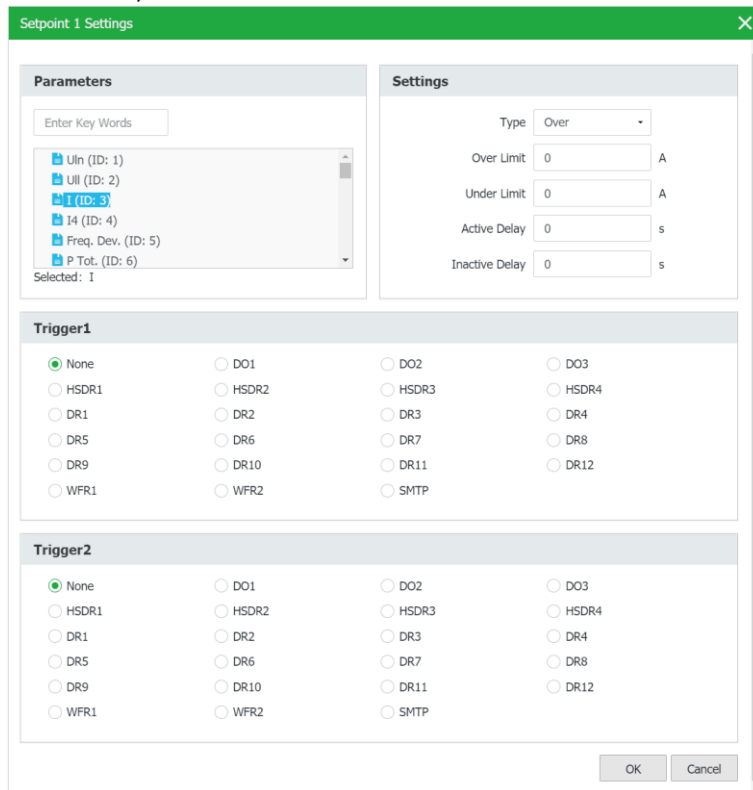 Setpoint 1 Settings
Parameters
Enter Key Words
Uln (ID: 1)
Ull (ID: 2)
I (ID: 3)
I4 (ID: 4)
Freq. Dev. (ID: 5)
P Tot. (ID: 6)
Selected: I
Settings
Type Over
Over Limit 0 A
Under Limit 0 A
Active Delay 0 s
Inactive Delay 0 s
Trigger1
None DO1 DO2 DO3
HSDR1 HSDR2 HSDR3 HSDR4
DR1 DR2 DR3 DR4
DR5 DR6 DR7 DR8
DR9 DR10 DR11 DR12
WFR1 WFR2 SMTP
Trigger2
None DO1 DO2 DO3
HSDR1 HSDR2 HSDR3 HSDR4
DR1 DR2 DR3 DR4
DR5 DR6 DR7 DR8
DR9 DR10 DR11 DR12
WFR1 WFR2 SMTP
OK Cancel